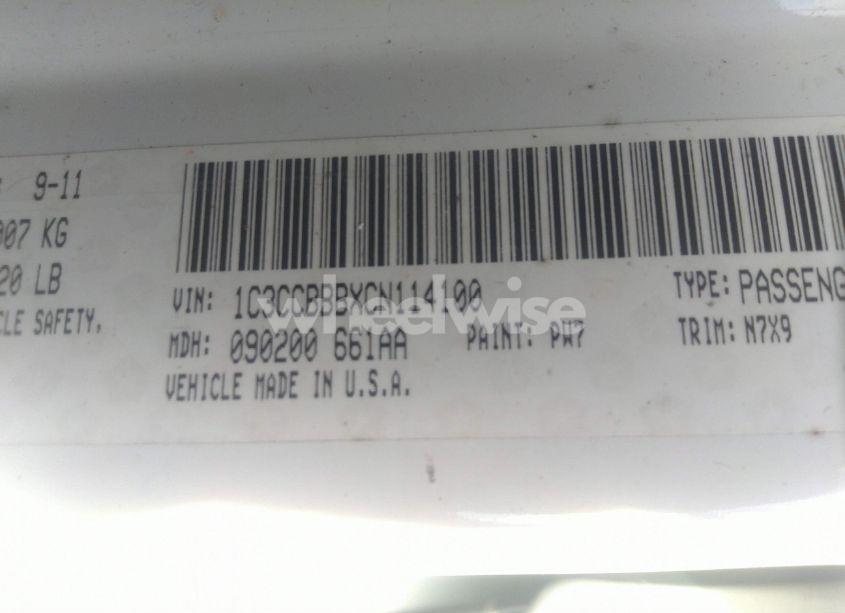 : 9-11
007 KG
20 LB
CLE SAFETY,
VIN: 1C3CCBBBXCN114100
TYPE: PASSENG
MDH: 090200 661AA
PAINT: PW7
TRIM: N7X9
VEHICLE MADE IN U.S.A.
wheelwise